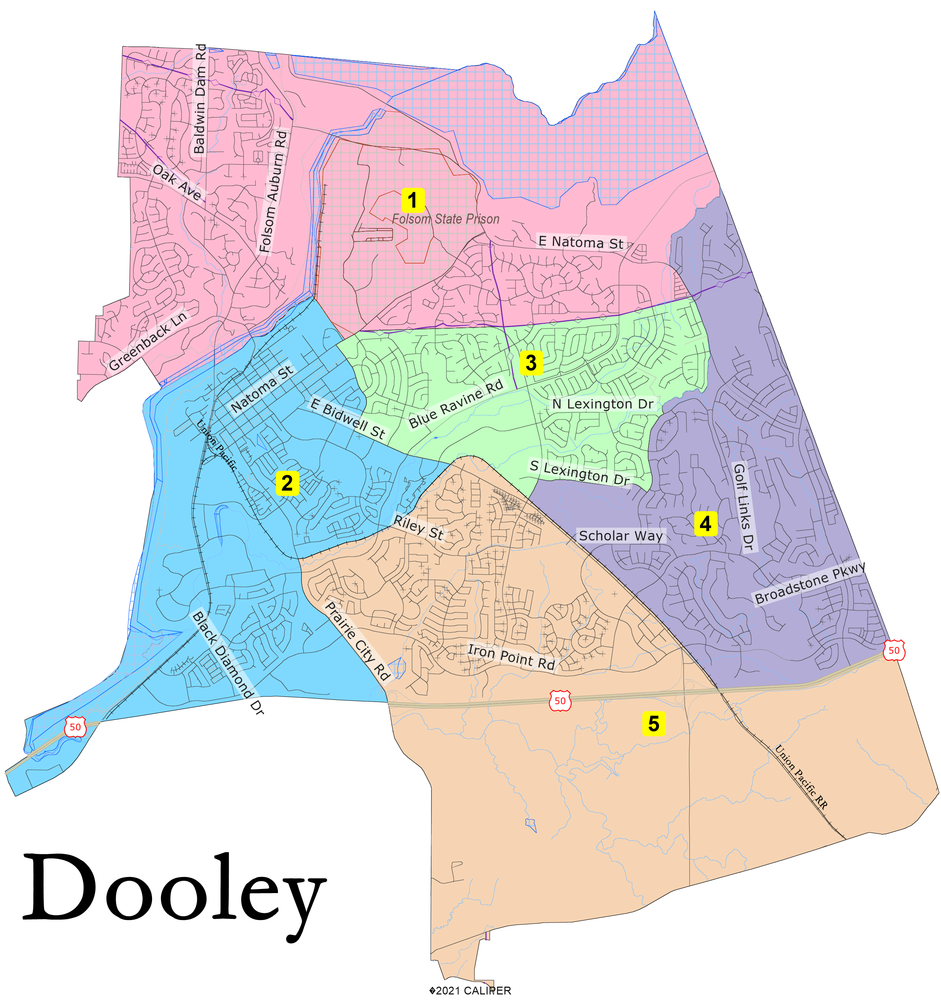 Baldwin Dam Rd
Oak Ave
Folsom Auburn Rd
1
Folsom State Prison
E Natoma St
Greenback Ln
Natoma St
E Bidwell St
3
Blue Ravine Rd
N Lexington Dr
Union Pacific
2
S Lexington Dr
Golf Links Dr
4
Riley St
Scholar Way
Broadstone Pkwy
Prairie City Rd
Black Diamond Dr
Iron Point Rd
50
50
50
5
Union Pacific RR
Dooley
�2021 CALIPER